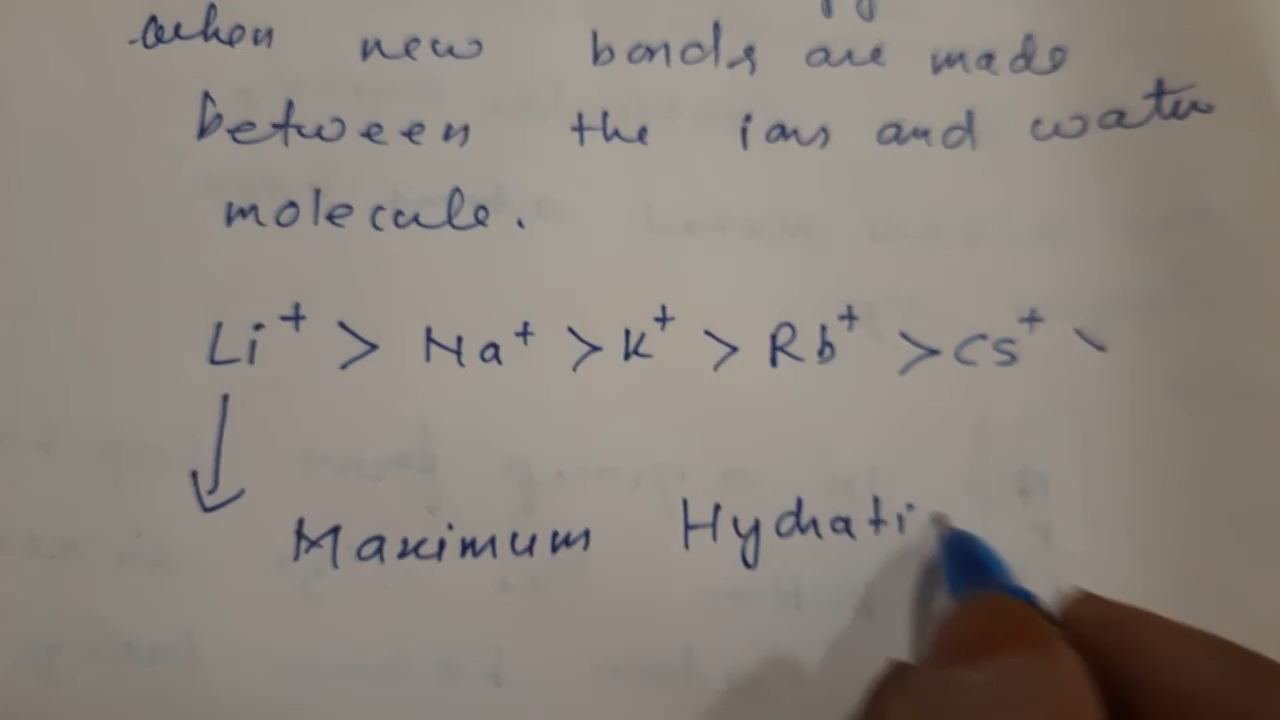 when new bonds are made
between the ions and water
molecule.
Li⁺ > Na⁺ > K⁺ > Rb⁺ > Cs⁺
Maximum Hydrati